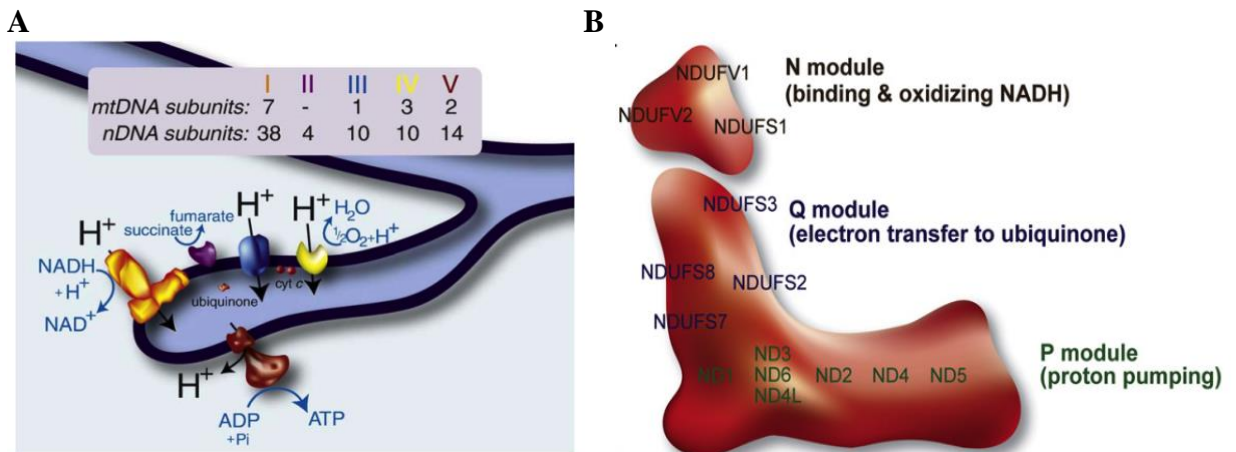 A
I II III IV V
mtDNA subunits: 7 - 1 3 2
nDNA subunits: 38 4 10 10 14
H+
H+
H+
H2O
fumarate
succinate
½O2+H+
NADH
+ H+
NAD+
ubiquinone
cyt c
H+
ADP
+Pi
ATP
B
NDUFV1
NDUFV2
NDUFS1
N module
(binding & oxidizing NADH)
NDUFS3
Q module
(electron transfer to ubiquinone)
NDUFS8
NDUFS2
NDUFS7
ND3
ND1 ND6 ND2 ND4 ND5
ND4L
P module
(proton pumping)